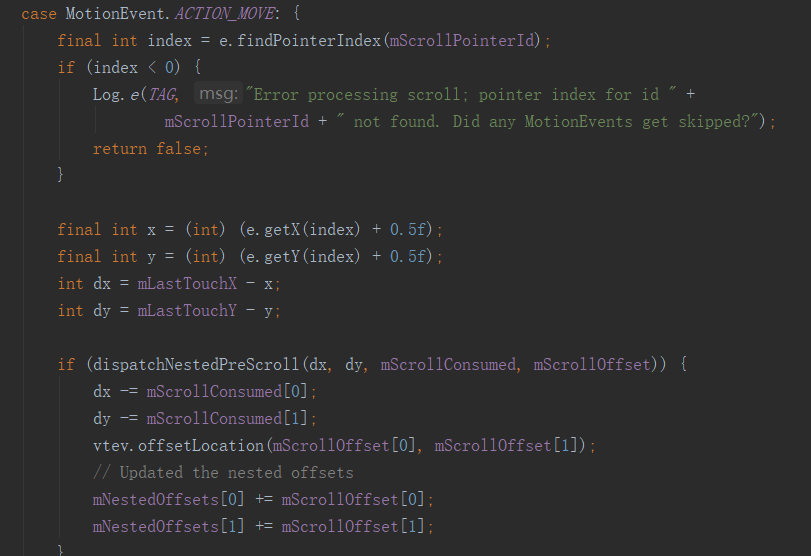 case MotionEvent.ACTION_MOVE: {
final int index = e.findPointerIndex(mScrollPointerId);
if (index < 0) {
Log.e(TAG, msg: "Error processing scroll; pointer index for id " +
mScrollPointerId + " not found. Did any MotionEvents get skipped?");
return false;
}
final int x = (int) (e.getX(index) + 0.5f);
final int y = (int) (e.getY(index) + 0.5f);
int dx = mLastTouchX - x;
int dy = mLastTouchY - y;
if (dispatchNestedPreScroll(dx, dy, mScrollConsumed, mScrollOffset)) {
dx -= mScrollConsumed[0];
dy -= mScrollConsumed[1];
vtev.offsetLocation(mScrollOffset[0], mScrollOffset[1]);
// Updated the nested offsets
mNestedOffsets[0] += mScrollOffset[0];
mNestedOffsets[1] += mScrollOffset[1];
}